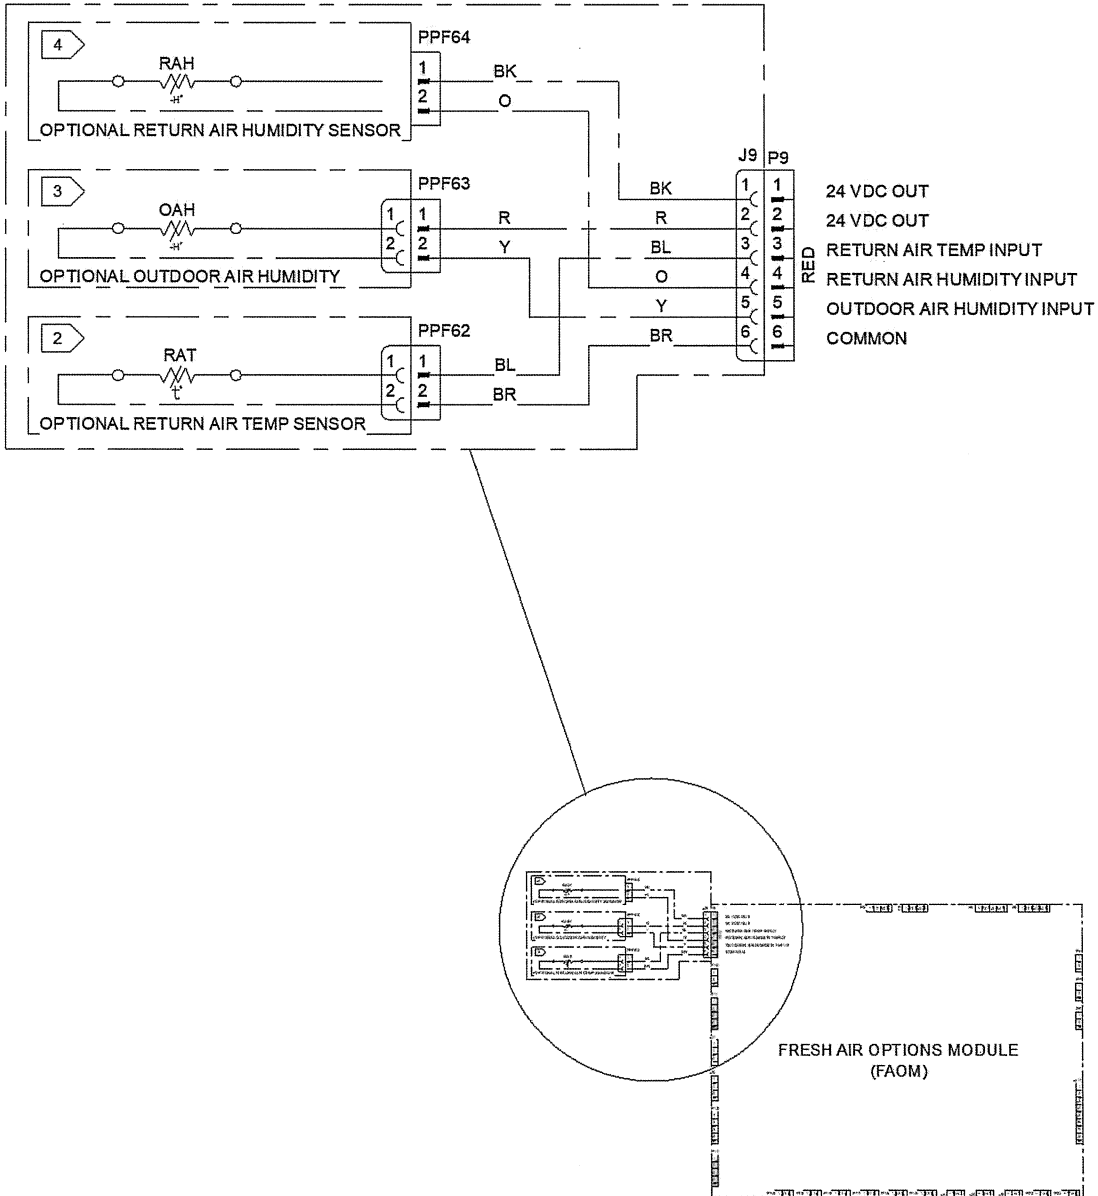 4
PPF64
RAH
-H°
1
2
BK
O
OPTIONAL RETURN AIR HUMIDITY SENSOR
3
PPF63
OAH
-H°
1
2
1
2
R
Y
OPTIONAL OUTDOOR AIR HUMIDITY
2
PPF62
RAT
t°
1
2
1
2
BL
BR
OPTIONAL RETURN AIR TEMP SENSOR
J9 P9
BK 1 1 24 VDC OUT
R 2 2 24 VDC OUT
BL 3 3 RETURN AIR TEMP INPUT
O 4 4 RETURN AIR HUMIDITY INPUT
Y 5 5 OUTDOOR AIR HUMIDITY INPUT
BR 6 6 COMMON
RED
FRESH AIR OPTIONS MODULE
(FAOM)